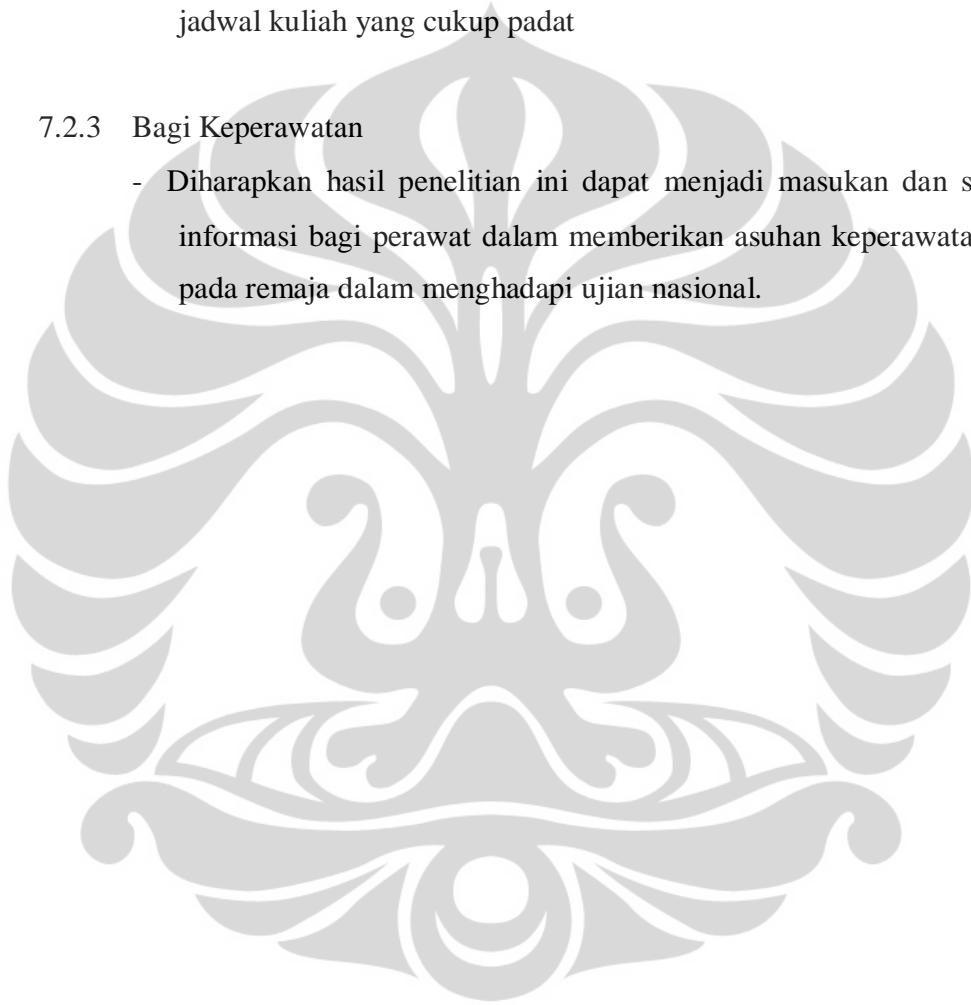 jadwal kuliah yang cukup padat
7.2.3 Bagi Keperawatan
- Diharapkan hasil penelitian ini dapat menjadi masukan dan s
informasi bagi perawat dalam memberikan asuhan keperawata
pada remaja dalam menghadapi ujian nasional.